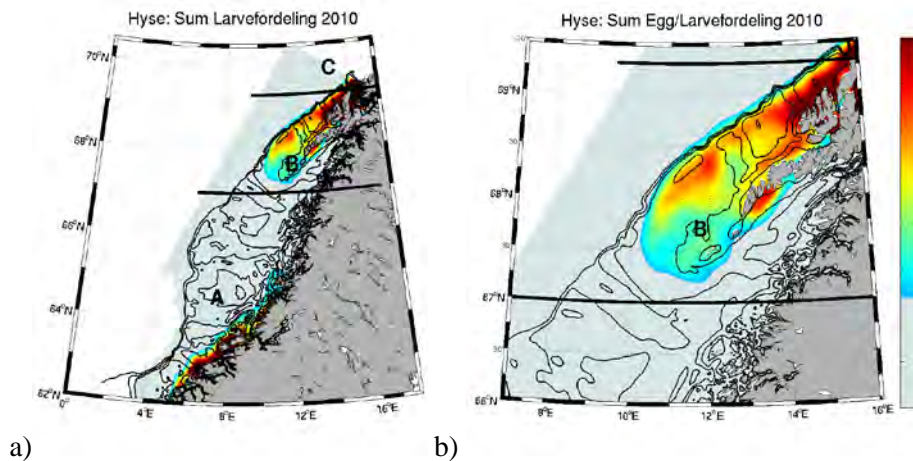 Hyse: Sum Larvefordeling 2010
70°N
68°N
66°N
64°N
62°N
0°
4°E
8°E
12°E
16°E
A
B
C
a)
Hyse: Sum Egg/Larvefordeling 2010
69°N
68°N
67°N
66°N
8°E
10°E
12°E
14°E
16°E
B
b)